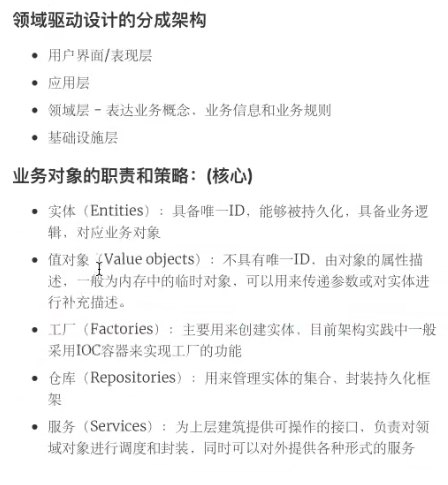 领域驱动设计的分成架构
用户界面/表现层
应用层
领域层 - 表达业务概念、业务信息和业务规则
基础设施层
业务对象的职责和策略：(核心)
实体（Entities）：具备唯一ID，能够被持久化，具备业务逻
辑，对应业务对象
值对象（Value objects）：不具有唯一ID，由对象的属性描
述，一般为内存中的临时对象，可以用来传递参数或对实体进
行补充描述。
工厂（Factories）：主要用来创建实体，目前架构实践中一般
采用IOC容器来实现工厂的功能
仓库（Repositories）：用来管理实体的集合、封装持久化框
架
服务（Services）：为上层建筑提供可操作的接口，负责对领
域对象进行调度和封装，同时可以对外提供各种形式的服务